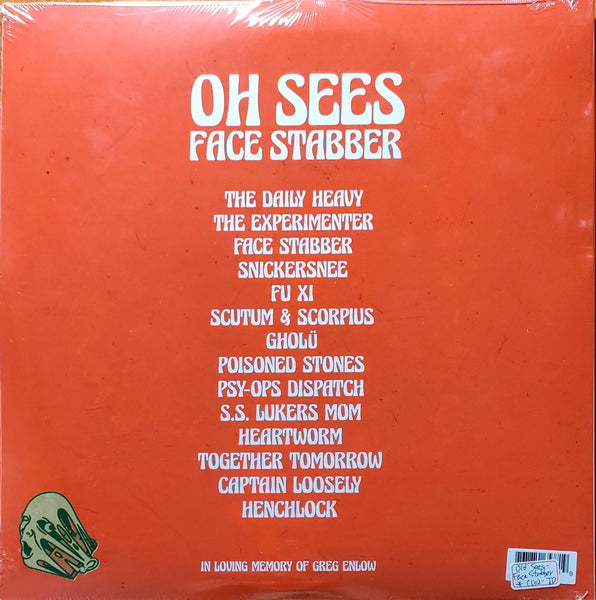 OH SEES
FACE STABBER
THE DAILY HEAVY
THE EXPERIMENTER
FACE STABBER
SNICKERSNEE
FU XI
SCUTUM & SCORPIUS
GHOLÜ
POISONED STONES
PSY-OPS DISPATCH
S.S. LUKERS MOM
HEARTWORM
TOGETHER TOMORROW
CAPTAIN LOOSELY
HENCHLOCK
IN LOVING MEMORY OF GREG ENLOW
Old Sees-
Face Stabber
9